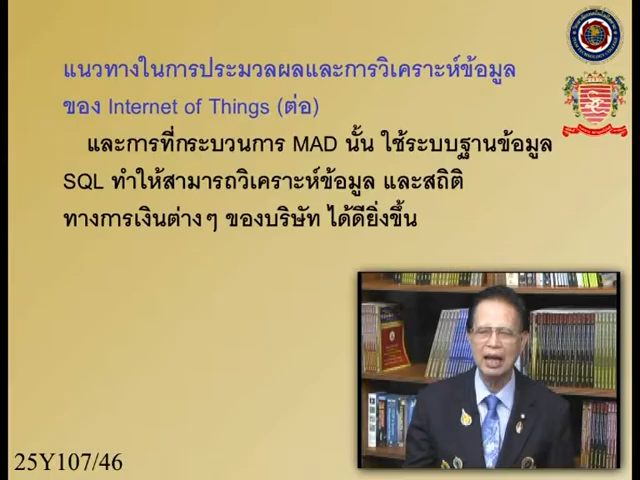 แนวทางในการประมวลผลและการวิเคราะห์ข้อมูล
ของ Internet of Things (ต่อ)
และการที่กระบวนการ MAD นั้น ใช้ระบบฐานข้อมูล
SQL ทำให้สามารถวิเคราะห์ข้อมูล และสถิติ
ทางการเงินต่างๆ ของบริษัท ได้ดียิ่งขึ้น
25Y107/46